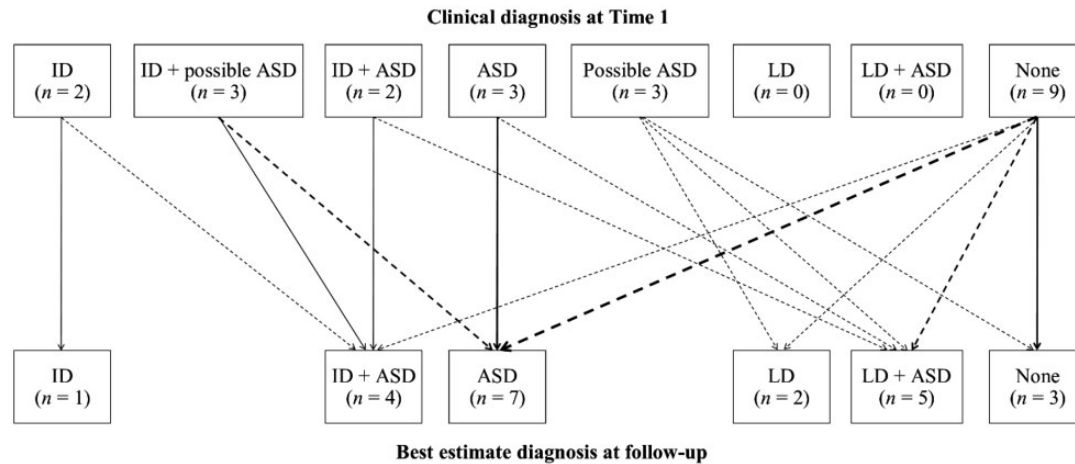 Clinical diagnosis at Time 1
ID
(n = 2)
ID + possible ASD
(n = 3)
ID + ASD
(n = 2)
ASD
(n = 3)
Possible ASD
(n = 3)
LD
(n = 0)
LD + ASD
(n = 0)
None
(n = 9)
ID
(n = 1)
ID + ASD
(n = 4)
ASD
(n = 7)
LD
(n = 2)
LD + ASD
(n = 5)
None
(n = 3)
Best estimate diagnosis at follow-up